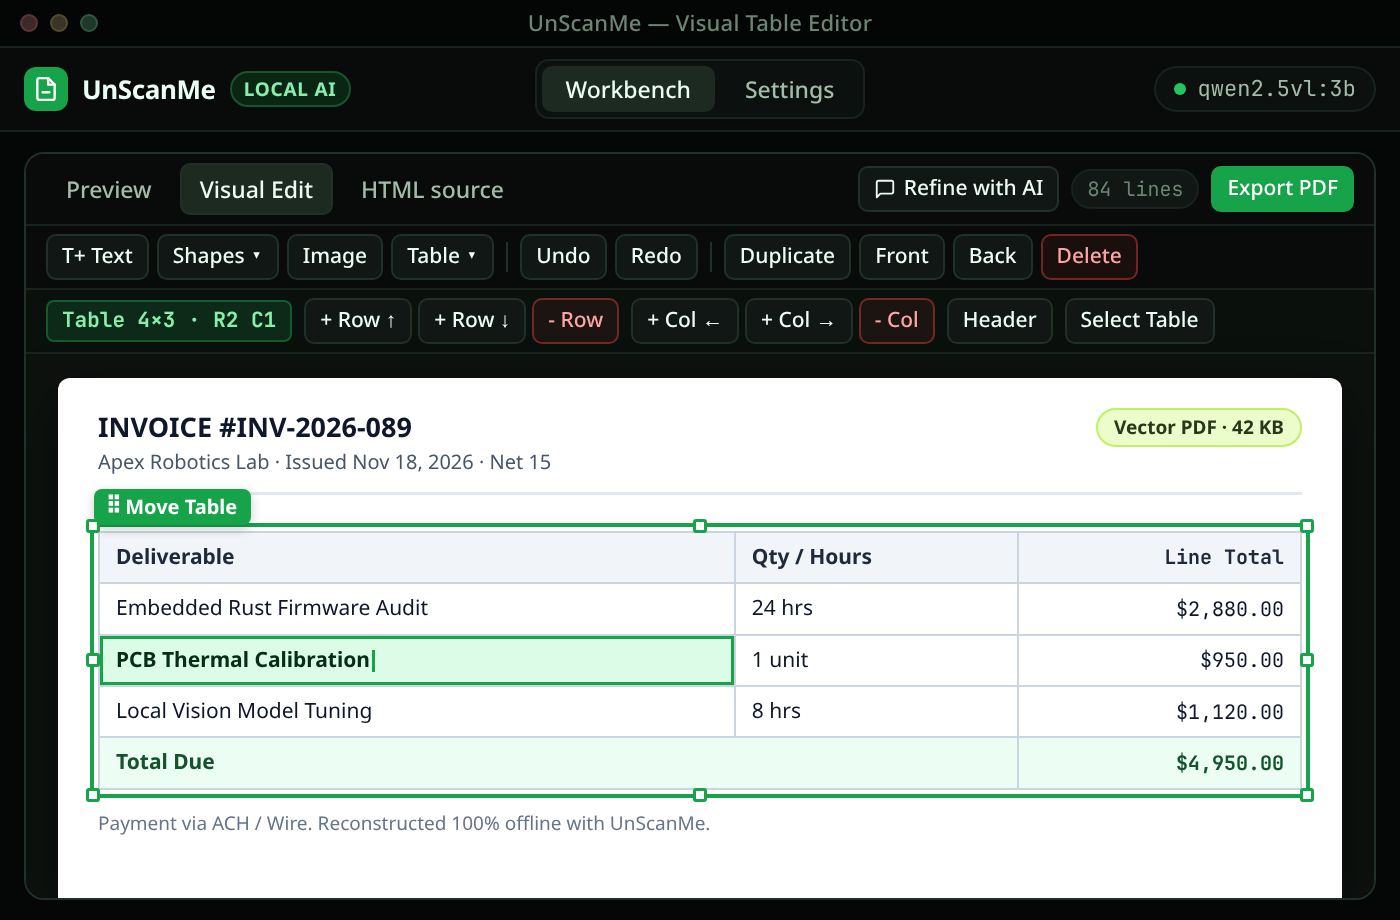 UnScanMe — Visual Table Editor
UnScanMe LOCAL AI Workbench Settings qwen2.5vl:3b
Preview Visual Edit HTML source Refine with AI 84 lines Export PDF
T+ Text Shapes ▾ Image Table ▾ Undo Redo Duplicate Front Back Delete
Table 4×3 · R2 C1 + Row ↑ + Row ↓ - Row + Col ← + Col → - Col Header Select Table
INVOICE #INV-2026-089 Vector PDF · 42 KB
Apex Robotics Lab · Issued Nov 18, 2026 · Net 15
⠿ Move Table
Deliverable Qty / Hours Line Total
Embedded Rust Firmware Audit 24 hrs $2,880.00
PCB Thermal Calibration 1 unit $950.00
Local Vision Model Tuning 8 hrs $1,120.00
Total Due $4,950.00
Payment via ACH / Wire. Reconstructed 100% offline with UnScanMe.